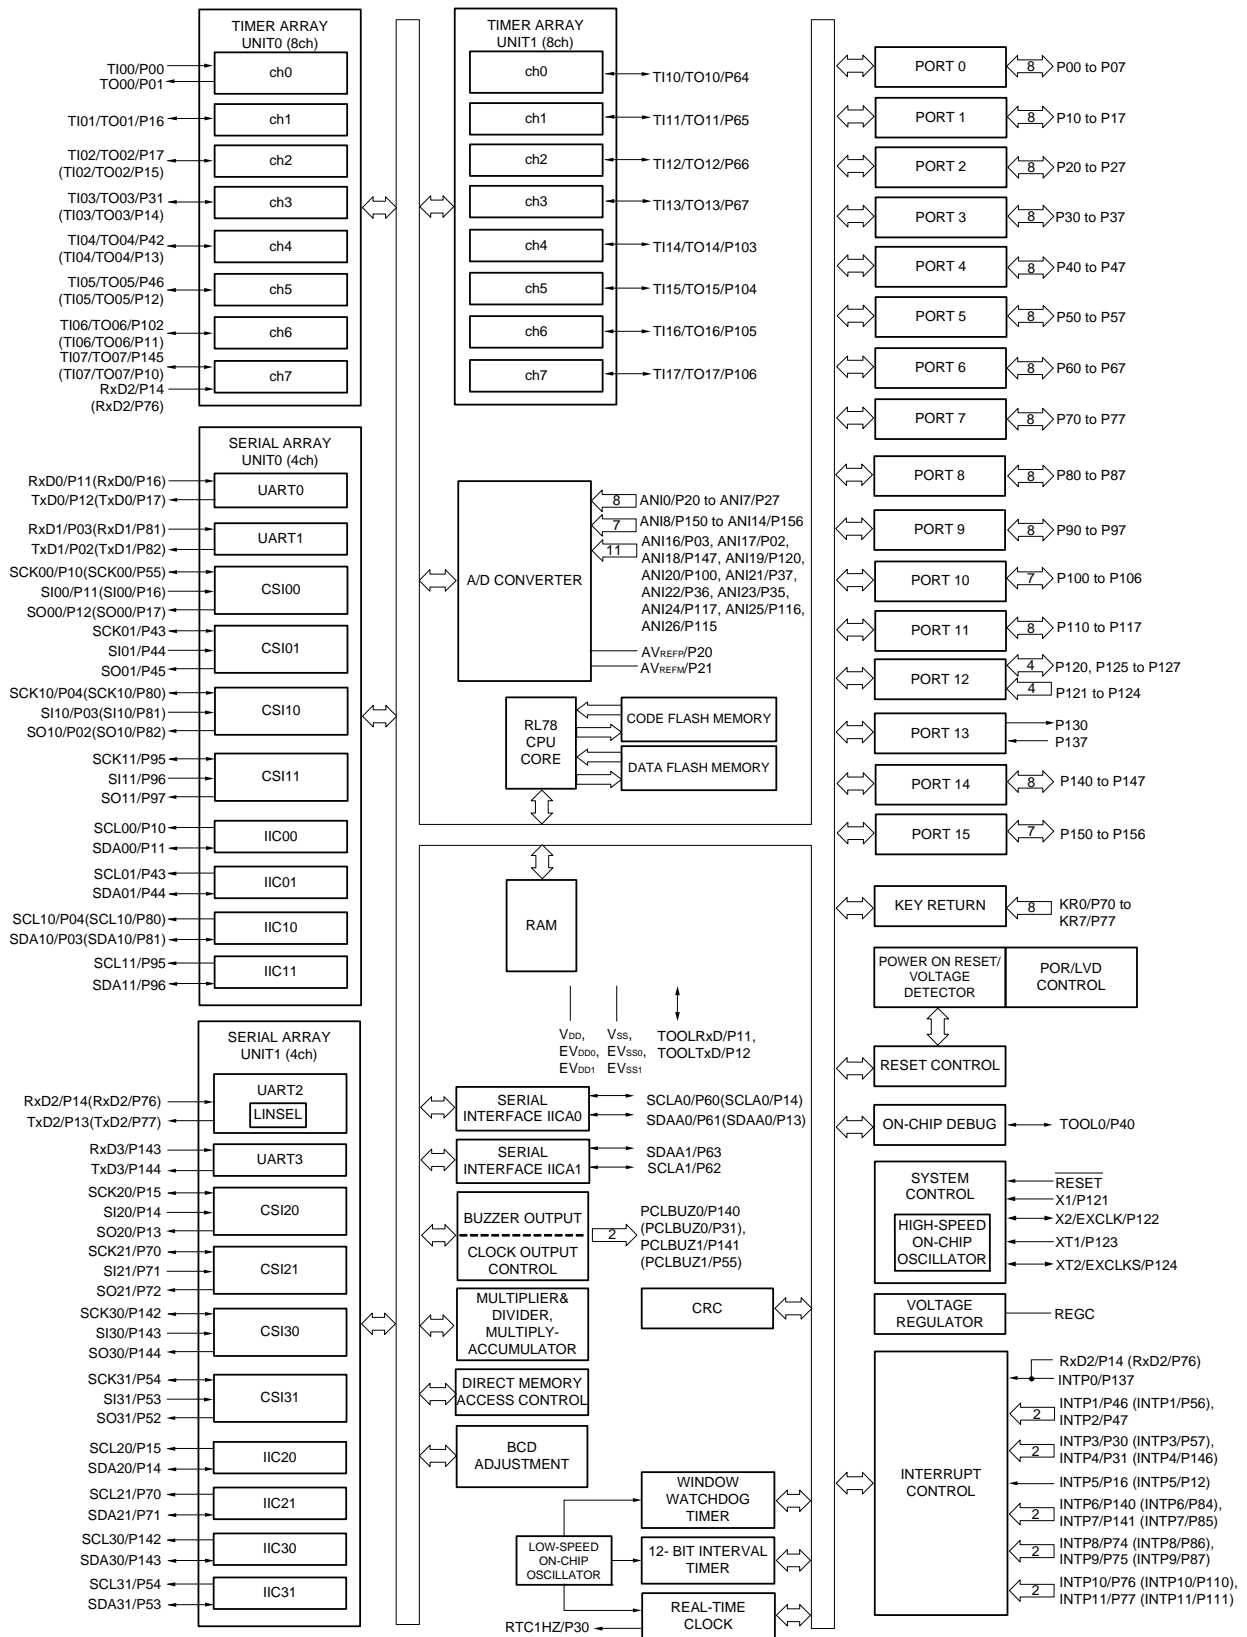 TIMER ARRAY
UNIT0 (8ch)
ch0
TI00/P00
TO00/P01
ch1
TI01/TO01/P16
ch2
TI02/TO02/P17
(TI02/TO02/P15)
ch3
TI03/TO03/P31
(TI03/TO03/P14)
ch4
TI04/TO04/P42
(TI04/TO04/P13)
ch5
TI05/TO05/P46
(TI05/TO05/P12)
ch6
TI06/TO06/P102
(TI06/TO06/P11)
ch7
TI07/TO07/P145
(TI07/TO07/P10)
RxD2/P14
(RxD2/P76)
SERIAL ARRAY
UNIT0 (4ch)
UART0
RxD0/P11(RxD0/P16)
TxD0/P12(TxD0/P17)
UART1
RxD1/P03(RxD1/P81)
TxD1/P02(TxD1/P82)
CSI00
SCK00/P10(SCK00/P55)
SI00/P11(SI00/P16)
SO00/P12(SO00/P17)
CSI01
SCK01/P43
SI01/P44
SO01/P45
CSI10
SCK10/P04(SCK10/P80)
SI10/P03(SI10/P81)
SO10/P02(SO10/P82)
CSI11
SCK11/P95
SI11/P96
SO11/P97
IIC00
SCL00/P10
SDA00/P11
IIC01
SCL01/P43
SDA01/P44
IIC10
SCL10/P04(SCL10/P80)
SDA10/P03(SDA10/P81)
IIC11
SCL11/P95
SDA11/P96
SERIAL ARRAY
UNIT1 (4ch)
UART2
LINSEL
RxD2/P14(RxD2/P76)
TxD2/P13(TxD2/P77)
UART3
RxD3/P143
TxD3/P144
CSI20
SCK20/P15
SI20/P14
SO20/P13
CSI21
SCK21/P70
SI21/P71
SO21/P72
CSI30
SCK30/P142
SI30/P143
SO30/P144
CSI31
SCK31/P54
SI31/P53
SO31/P52
IIC20
SCL20/P15
SDA20/P14
IIC21
SCL21/P70
SDA21/P71
IIC30
SCL30/P142
SDA30/P143
IIC31
SCL31/P54
SDA31/P53
TIMER ARRAY
UNIT1 (8ch)
ch0
TI10/TO10/P64
ch1
TI11/TO11/P65
ch2
TI12/TO12/P66
ch3
TI13/TO13/P67
ch4
TI14/TO14/P103
ch5
TI15/TO15/P104
ch6
TI16/TO16/P105
ch7
TI17/TO17/P106
A/D CONVERTER
8
ANI0/P20 to ANI7/P27
7
ANI8/P150 to ANI14/P156
11
ANI16/P03, ANI17/P02,
ANI18/P147, ANI19/P120,
ANI20/P100, ANI21/P37,
ANI22/P36, ANI23/P35,
ANI24/P117, ANI25/P116,
ANI26/P115
AVREFP/P20
AVREFM/P21
RL78
CPU
CORE
CODE FLASH MEMORY
DATA FLASH MEMORY
RAM
VDD,
EVDD0,
EVDD1
VSS,
EVSS0,
EVSS1
TOOLRxD/P11,
TOOLTxD/P12
SERIAL
INTERFACE IICA0
SCLA0/P60(SCLA0/P14)
SDAA0/P61(SDAA0/P13)
SERIAL
INTERFACE IICA1
SDAA1/P63
SCLA1/P62
BUZZER OUTPUT
CLOCK OUTPUT
CONTROL
2
PCLBUZ0/P140
(PCLBUZ0/P31),
PCLBUZ1/P141
(PCLBUZ1/P55)
MULTIPLIER&
DIVIDER,
MULTIPLY-
ACCUMULATOR
CRC
DIRECT MEMORY
ACCESS CONTROL
BCD
ADJUSTMENT
WINDOW
WATCHDOG
TIMER
LOW-SPEED
ON-CHIP
OSCILLATOR
12- BIT INTERVAL
TIMER
REAL-TIME
CLOCK
RTC1HZ/P30
PORT 0
8
P00 to P07
PORT 1
8
P10 to P17
PORT 2
8
P20 to P27
PORT 3
8
P30 to P37
PORT 4
8
P40 to P47
PORT 5
8
P50 to P57
PORT 6
8
P60 to P67
PORT 7
8
P70 to P77
PORT 8
8
P80 to P87
PORT 9
8
P90 to P97
PORT 10
7
P100 to P106
PORT 11
8
P110 to P117
PORT 12
4
P120, P125 to P127
4
P121 to P124
PORT 13
P130
P137
PORT 14
8
P140 to P147
PORT 15
7
P150 to P156
KEY RETURN
8
KR0/P70 to
KR7/P77
POWER ON RESET/
VOLTAGE
DETECTOR
POR/LVD
CONTROL
RESET CONTROL
ON-CHIP DEBUG
TOOL0/P40
SYSTEM
CONTROL
HIGH-SPEED
ON-CHIP
OSCILLATOR
RESET
X1/P121
X2/EXCLK/P122
XT1/P123
XT2/EXCLKS/P124
VOLTAGE
REGULATOR
REGC
INTERRUPT
CONTROL
RxD2/P14 (RxD2/P76)
INTP0/P137
2
INTP1/P46 (INTP1/P56),
INTP2/P47
2
INTP3/P30 (INTP3/P57),
INTP4/P31 (INTP4/P146)
INTP5/P16 (INTP5/P12)
2
INTP6/P140 (INTP6/P84),
INTP7/P141 (INTP7/P85)
2
INTP8/P74 (INTP8/P86),
INTP9/P75 (INTP9/P87)
2
INTP10/P76 (INTP10/P110),
INTP11/P77 (INTP11/P111)